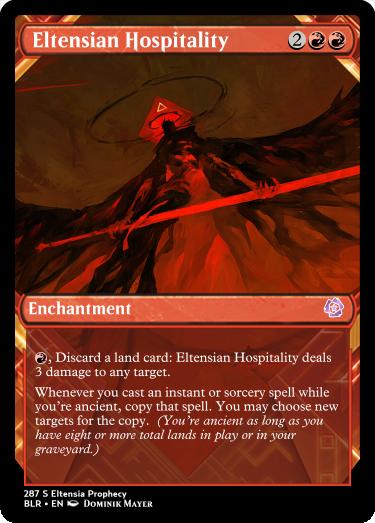 Eltensian Hospitality 2RR
Enchantment
R, Discard a land card: Eltensian Hospitality deals
3 damage to any target.
Whenever you cast an instant or sorcery spell while
you're ancient, copy that spell. You may choose new
targets for the copy. (You're ancient as long as you
have eight or more total lands in play or in your
graveyard.)
287 S Eltensia Prophecy
BLR • EN DOMINIK MAYER